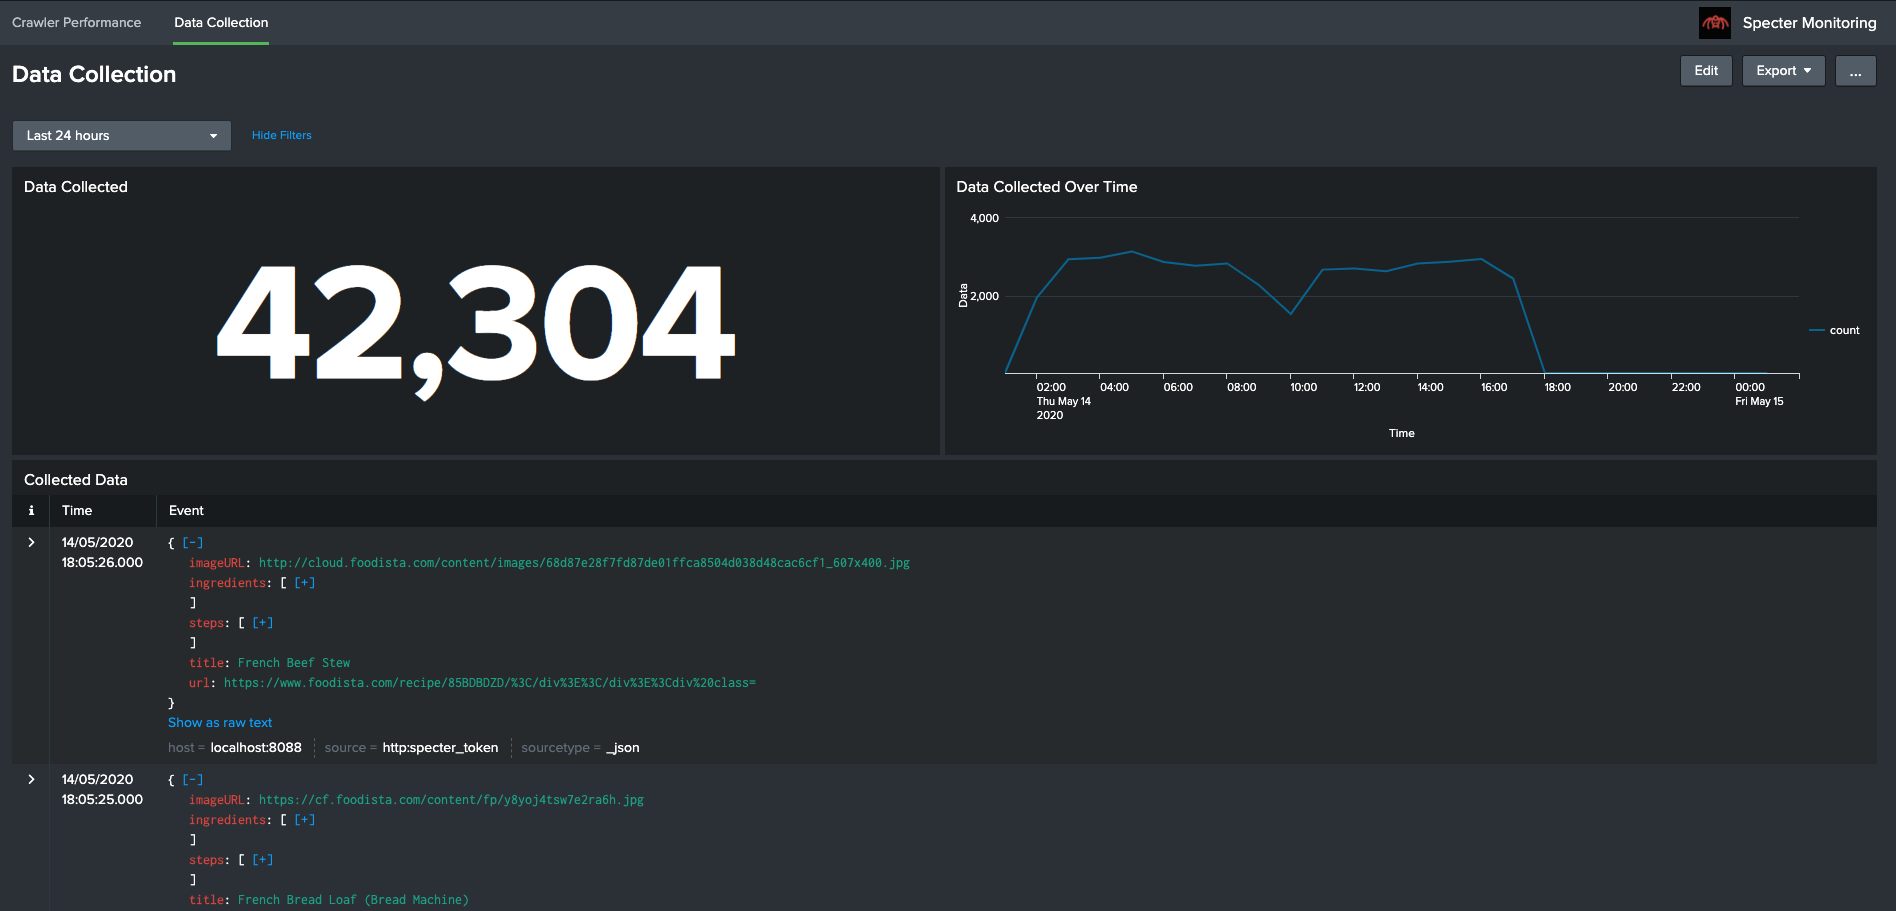 Crawler Performance
Data Collection
Specter Monitoring
Data Collection
Edit
Export
...
Last 24 hours
Hide Filters
Data Collected
42,304
Data Collected Over Time
4,000
2,000
Data
count
02:00 04:00 06:00 08:00 10:00 12:00 14:00 16:00 18:00 20:00 22:00 00:00
Thu May 14 Fri May 15
2020
Time
Collected Data
i Time Event
14/05/2020 { [-]
18:05:26.000 imageURL: http://cloud.foodista.com/content/images/68d87e28f7fd87de01ffca8504d038d48cac6cf1_607x400.jpg
ingredients: [ [+]
]
steps: [ [+]
]
title: French Beef Stew
url: https://www.foodista.com/recipe/85BDBDZD/%3C/div%3E%3C/div%3E%3Cdiv%20class=
}
Show as raw text
host = localhost:8088 source = http:specter_token sourcetype = _json
14/05/2020 { [-]
18:05:25.000 imageURL: https://cf.foodista.com/content/fp/y8yoj4tsw7e2ra6h.jpg
ingredients: [ [+]
]
steps: [ [+]
]
title: French Bread Loaf (Bread Machine)